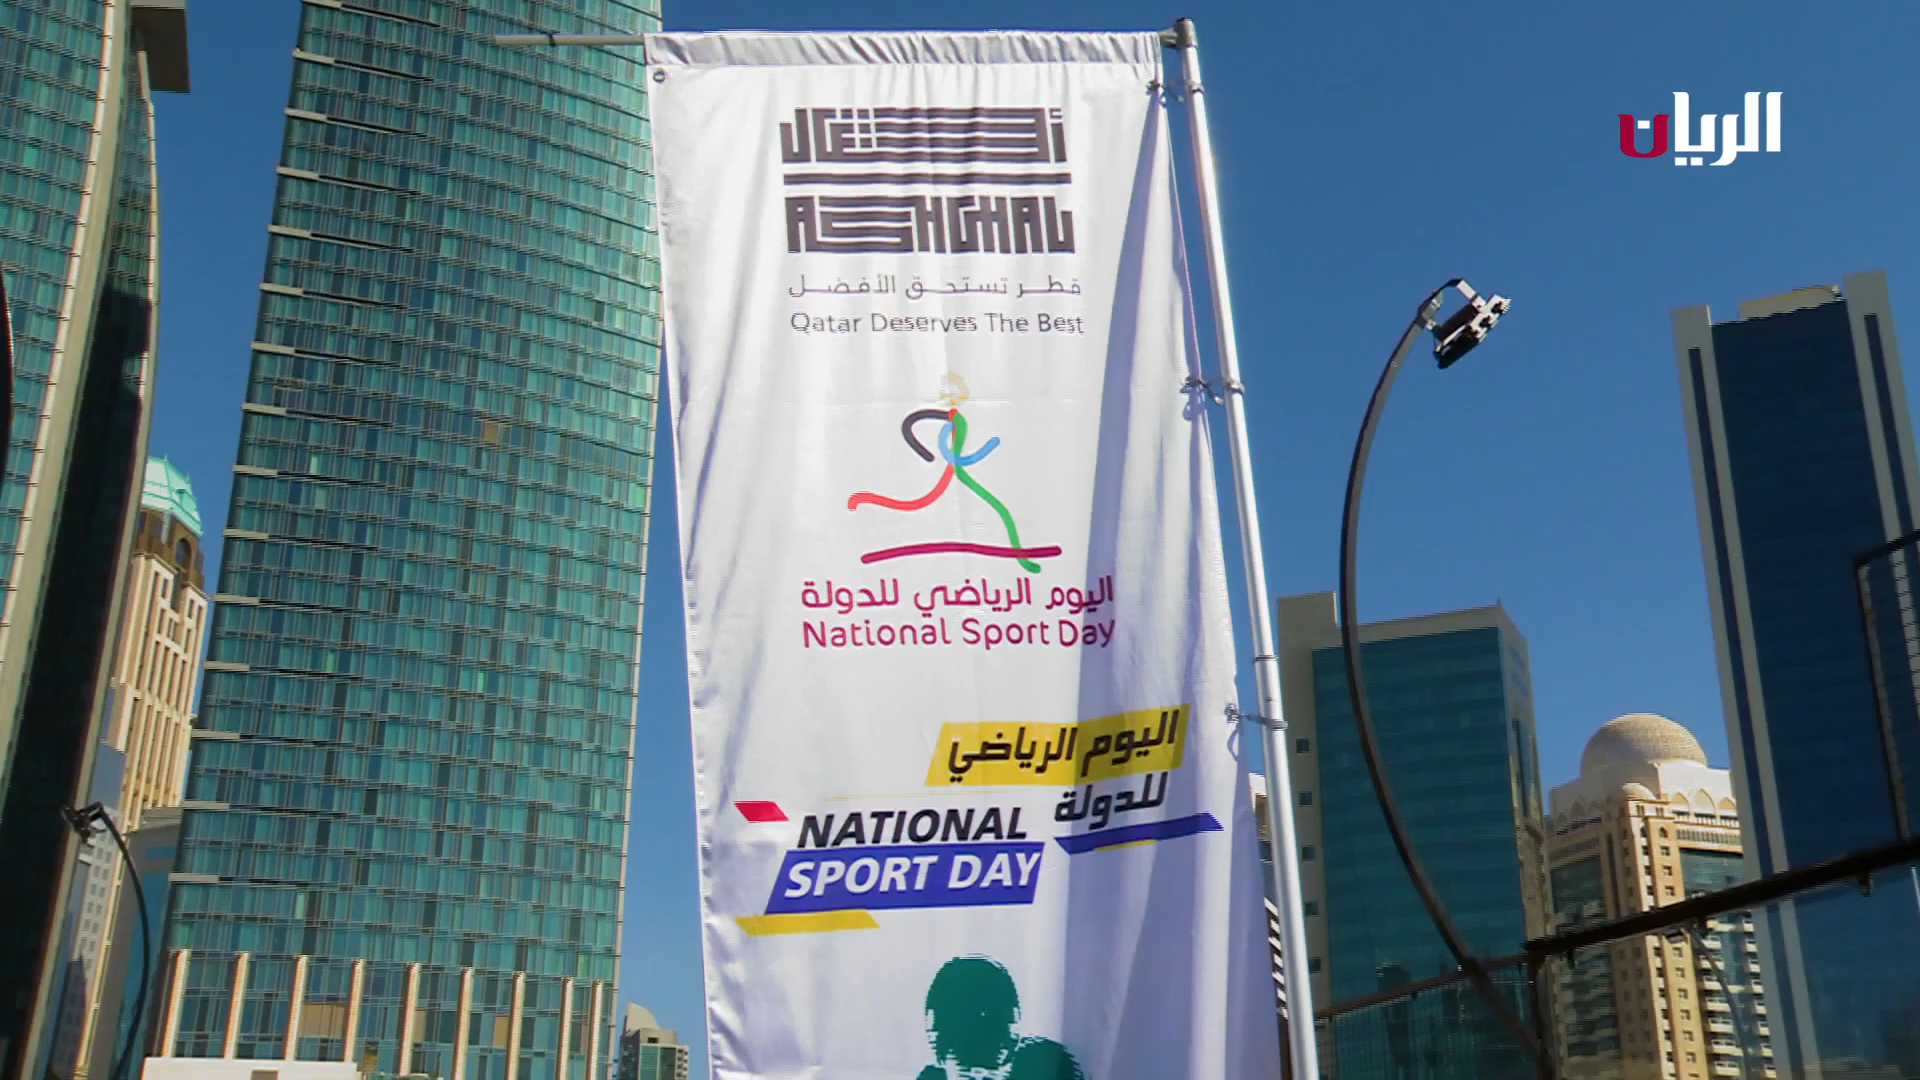 الريان
أشغال
ASHGHAL
قطر تستحق الأفضل
Qatar Deserves The Best
اليوم الرياضي للدولة
National Sport Day
اليوم الرياضي
للدولة
NATIONAL
SPORT DAY